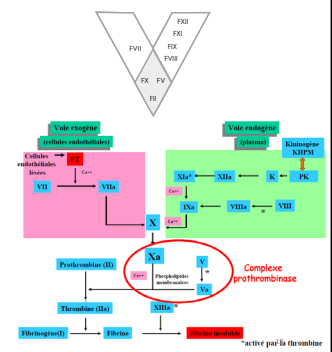 FXII
FXI
FVII
FIX
FVIII
FX FV
FII
Voie exogène
(cellules endothéliales)
Voie endogène
(plasma)
Kininogène
KHPM
Cellules
endothéliales
lésées
FT
Ca++
VII
VIIa
XIa*
XIIa
K
PK
Ca++
IXa
VIIIa
*
VIII
X
Ca++
Xa
Prothrombine (II)
V
*
Complexe
prothrombinase
Ca++
Phospholipides
membranaires
Va
Thrombine (IIa)
XIIIa
*
Fibrinogène(I)
Fibrine
Fibrine insoluble
*activé par la thrombine